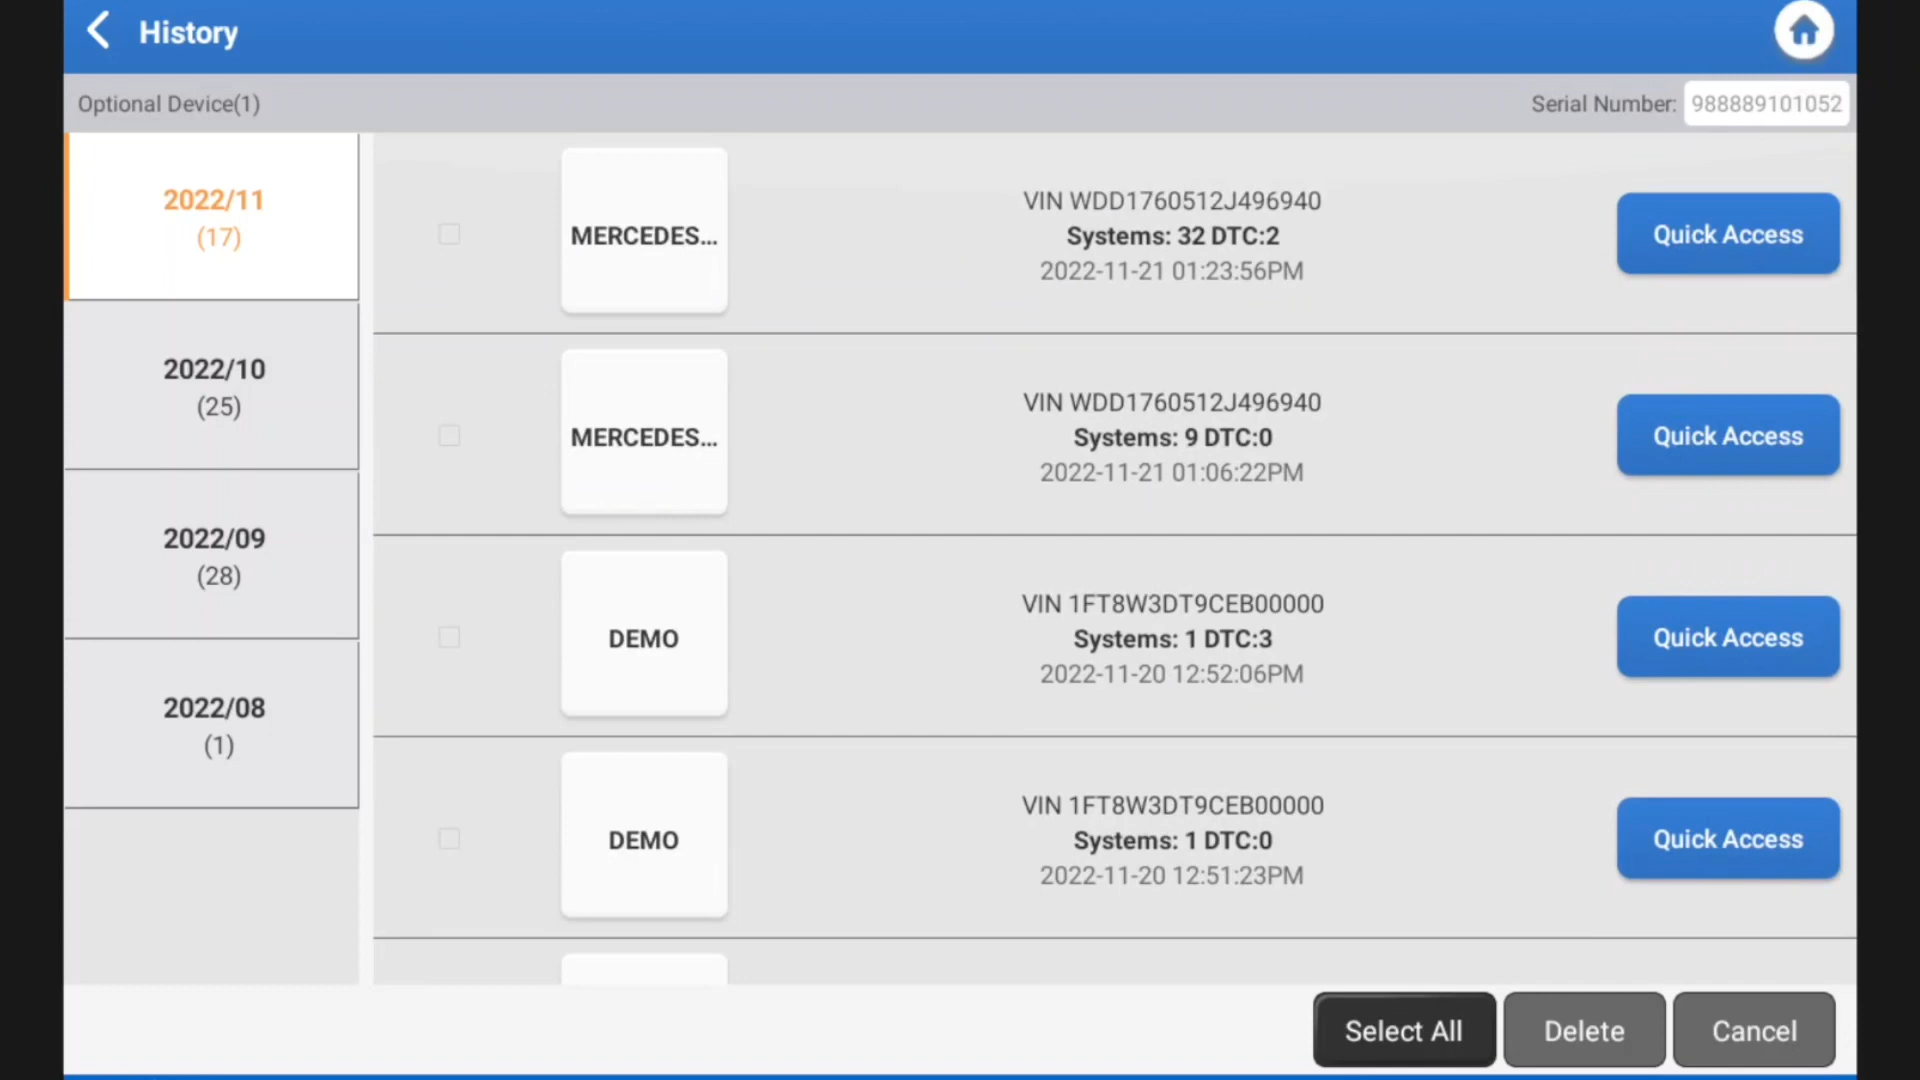 History
Optional Device(1)
Serial Number: 988889101052
2022/11
(17)
2022/10
(25)
2022/09
(28)
2022/08
(1)
MERCEDES...
VIN WDD1760512J496940
Systems: 32 DTC:2
2022-11-21 01:23:56PM
Quick Access
MERCEDES...
VIN WDD1760512J496940
Systems: 9 DTC:0
2022-11-21 01:06:22PM
Quick Access
DEMO
VIN 1FT8W3DT9CEB00000
Systems: 1 DTC:3
2022-11-20 12:52:06PM
Quick Access
DEMO
VIN 1FT8W3DT9CEB00000
Systems: 1 DTC:0
2022-11-20 12:51:23PM
Quick Access
Select All
Delete
Cancel